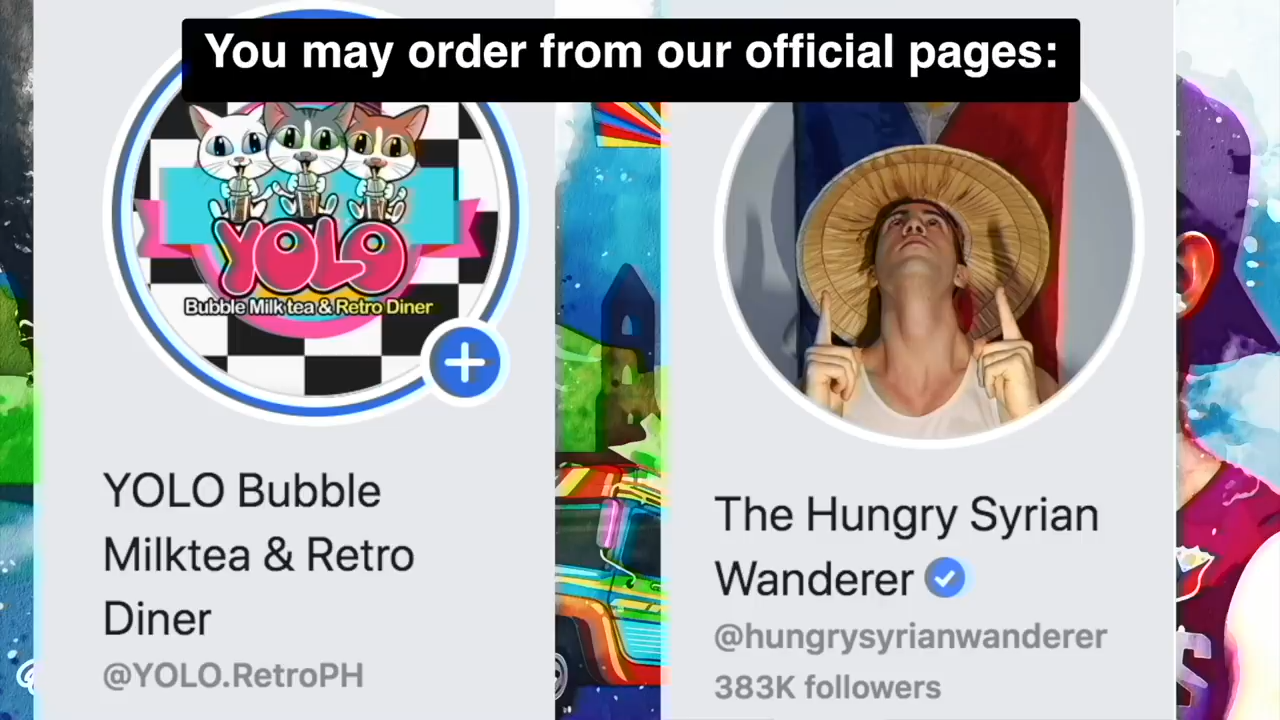 You may order from our official pages:
YOLO
Bubble Milk tea & Retro Diner
YOLO Bubble
Milktea & Retro
Diner
@YOLO.RetroPH
The Hungry Syrian
Wanderer
@hungrysyrianwanderer
383K followers